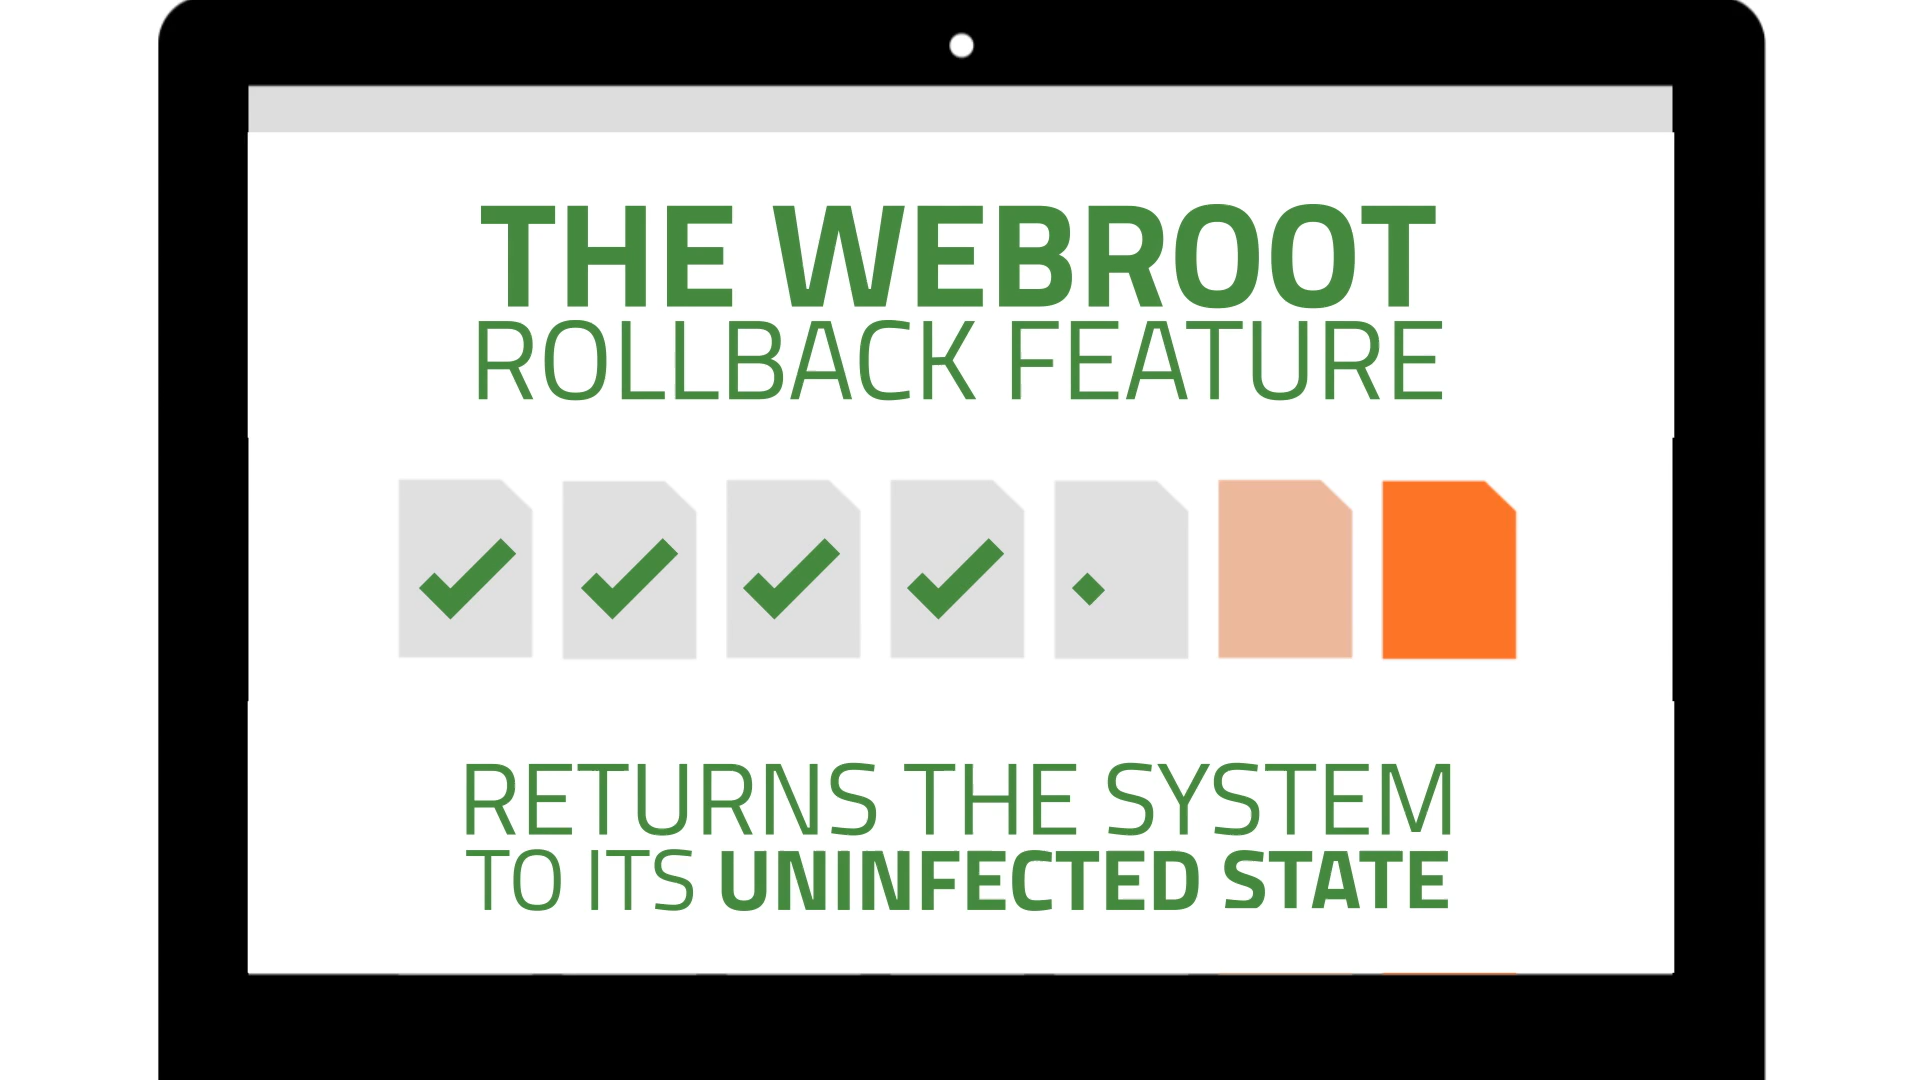 THE WEBROOT
ROLLBACK FEATURE
RETURNS THE SYSTEM
TO ITS UNINFECTED STATE